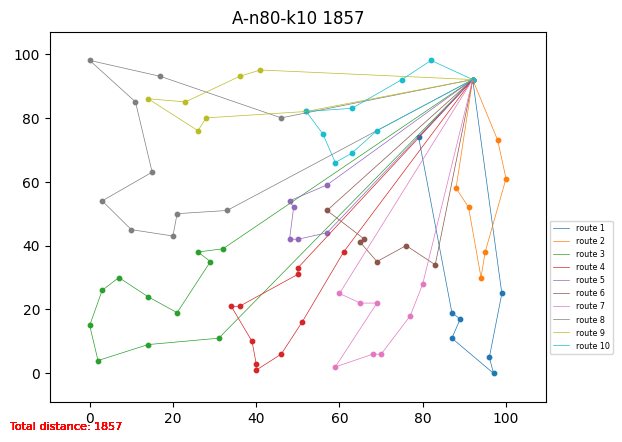 A-n80-k10 1857
100
80
60
40
20
0
0 20 40 60 80 100
route 1
route 2
route 3
route 4
route 5
route 6
route 7
route 8
route 9
route 10
Total distance: 1857